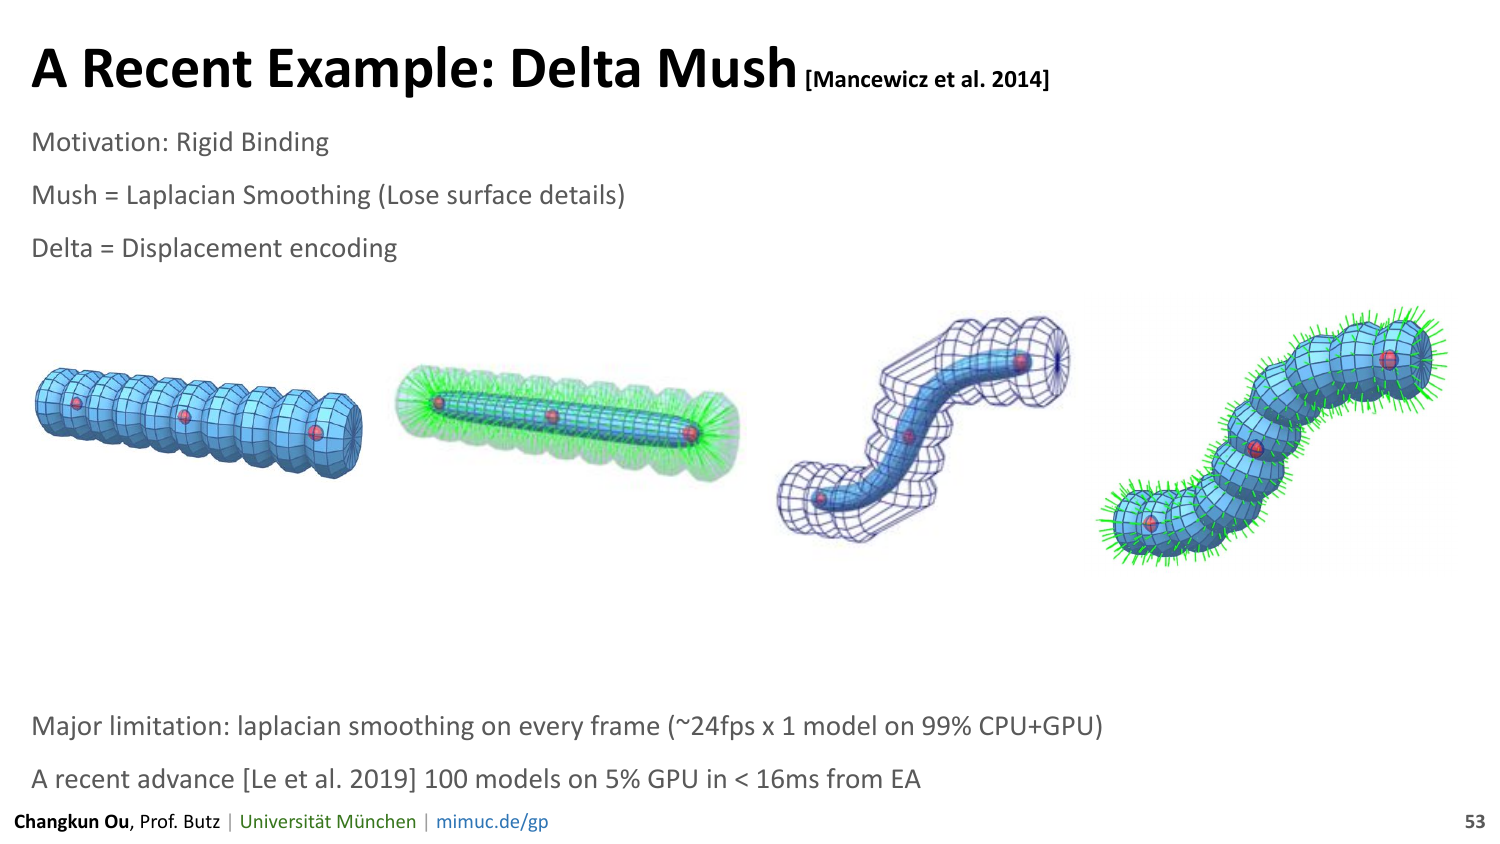 A Recent Example: Delta Mush [Mancewicz et al. 2014]
Motivation: Rigid Binding
Mush = Laplacian Smoothing (Lose surface details)
Delta = Displacement encoding
Major limitation: laplacian smoothing on every frame (~24fps x 1 model on 99% CPU+GPU)
A recent advance [Le et al. 2019] 100 models on 5% GPU in < 16ms from EA
Changkun Ou, Prof. Butz | Universität München | mimuc.de/gp
53